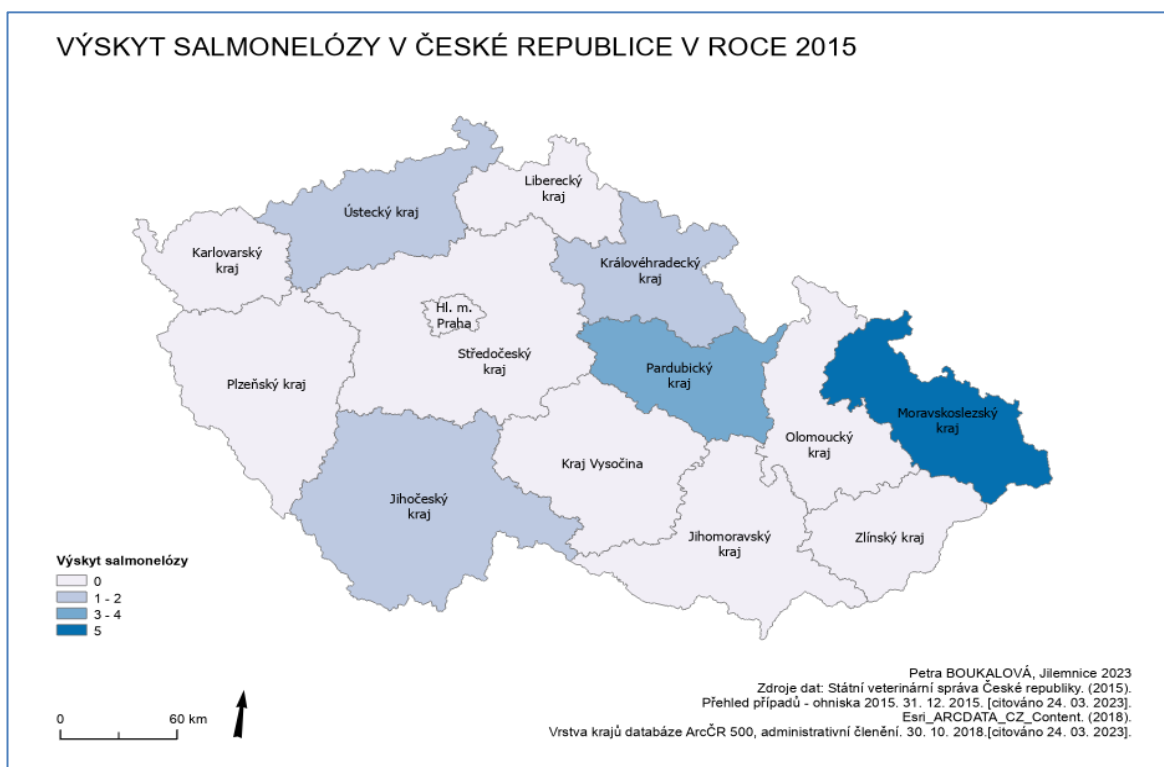 VÝSKYT SALMONELÓZY V ČESKÉ REPUBLICE V ROCE 2015
Liberecký
kraj
Ústecký kraj
Karlovarský
kraj
Královéhradecký
kraj
Hl. m.
Praha
Středočeský
kraj
Pardubický
kraj
Plzeňský kraj
Moravskoslezský
kraj
Olomoucký
kraj
Kraj Vysočina
Jihočeský
kraj
Jihomoravský
kraj
Zlínský kraj
Výskyt salmonelózy
0
1 - 2
3 - 4
5
0 60 km
Petra BOUKALOVÁ, Jilemnice 2023
Zdroje dat: Státní veterinární správa České republiky. (2015).
Přehled případů - ohniska 2015. 31. 12. 2015. [citováno 24. 03. 2023].
Esri_ARCDATA_CZ_Content. (2018).
Vrstva krajů databáze ArcČR 500, administrativní členění. 30. 10. 2018.[citováno 24. 03. 2023].